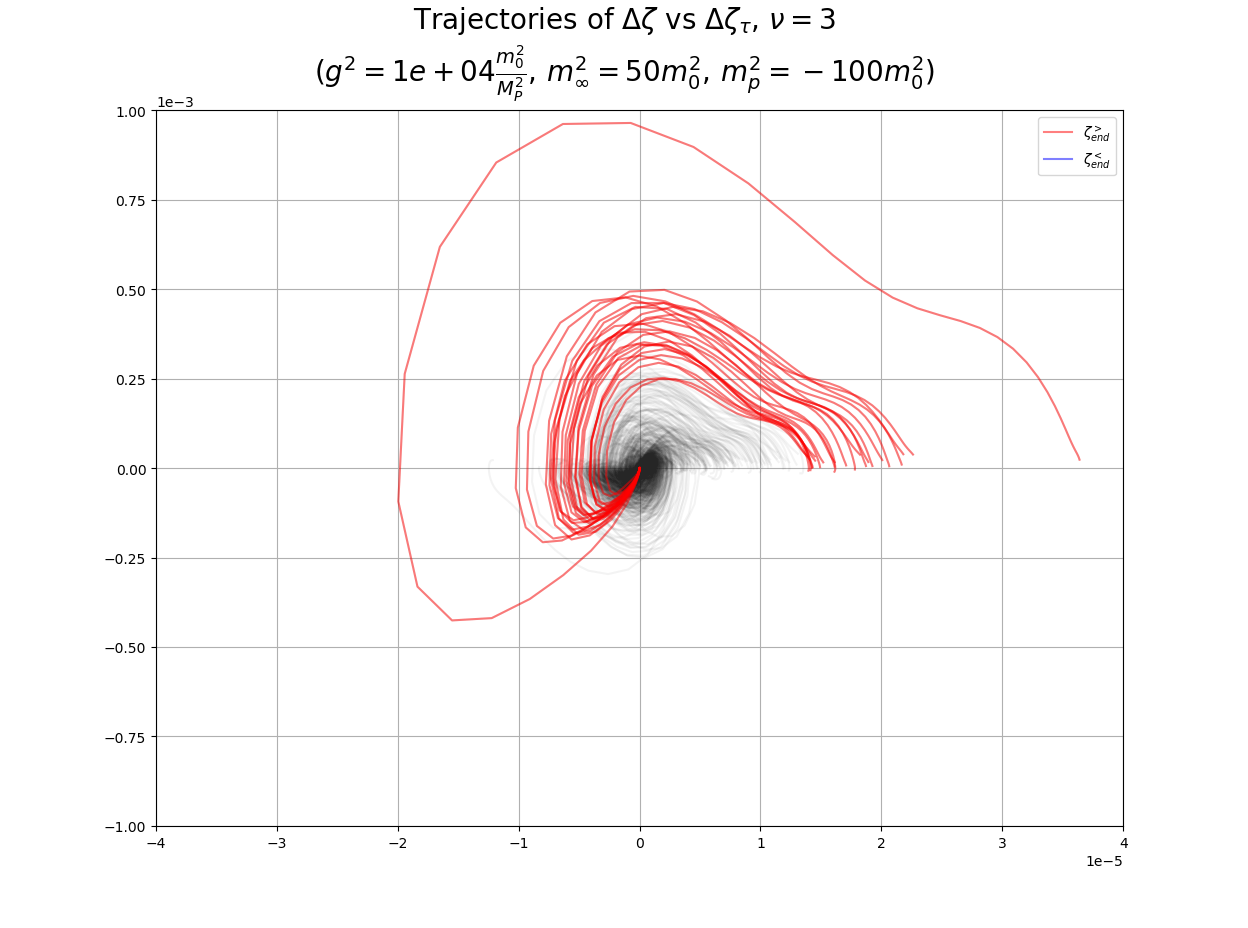 Trajectories of Δζ vs Δζ_τ, ν = 3
(g² = 1e + 04 m₀²/M_P², m∞² = 50m₀², m_p² = −100m₀²)
1e−3
1.00
ζ^>_end
ζ^<_end
0.75
0.50
0.25
0.00
−0.25
−0.50
−0.75
−1.00
−4 −3 −2 −1 0 1 2 3 4
1e−5